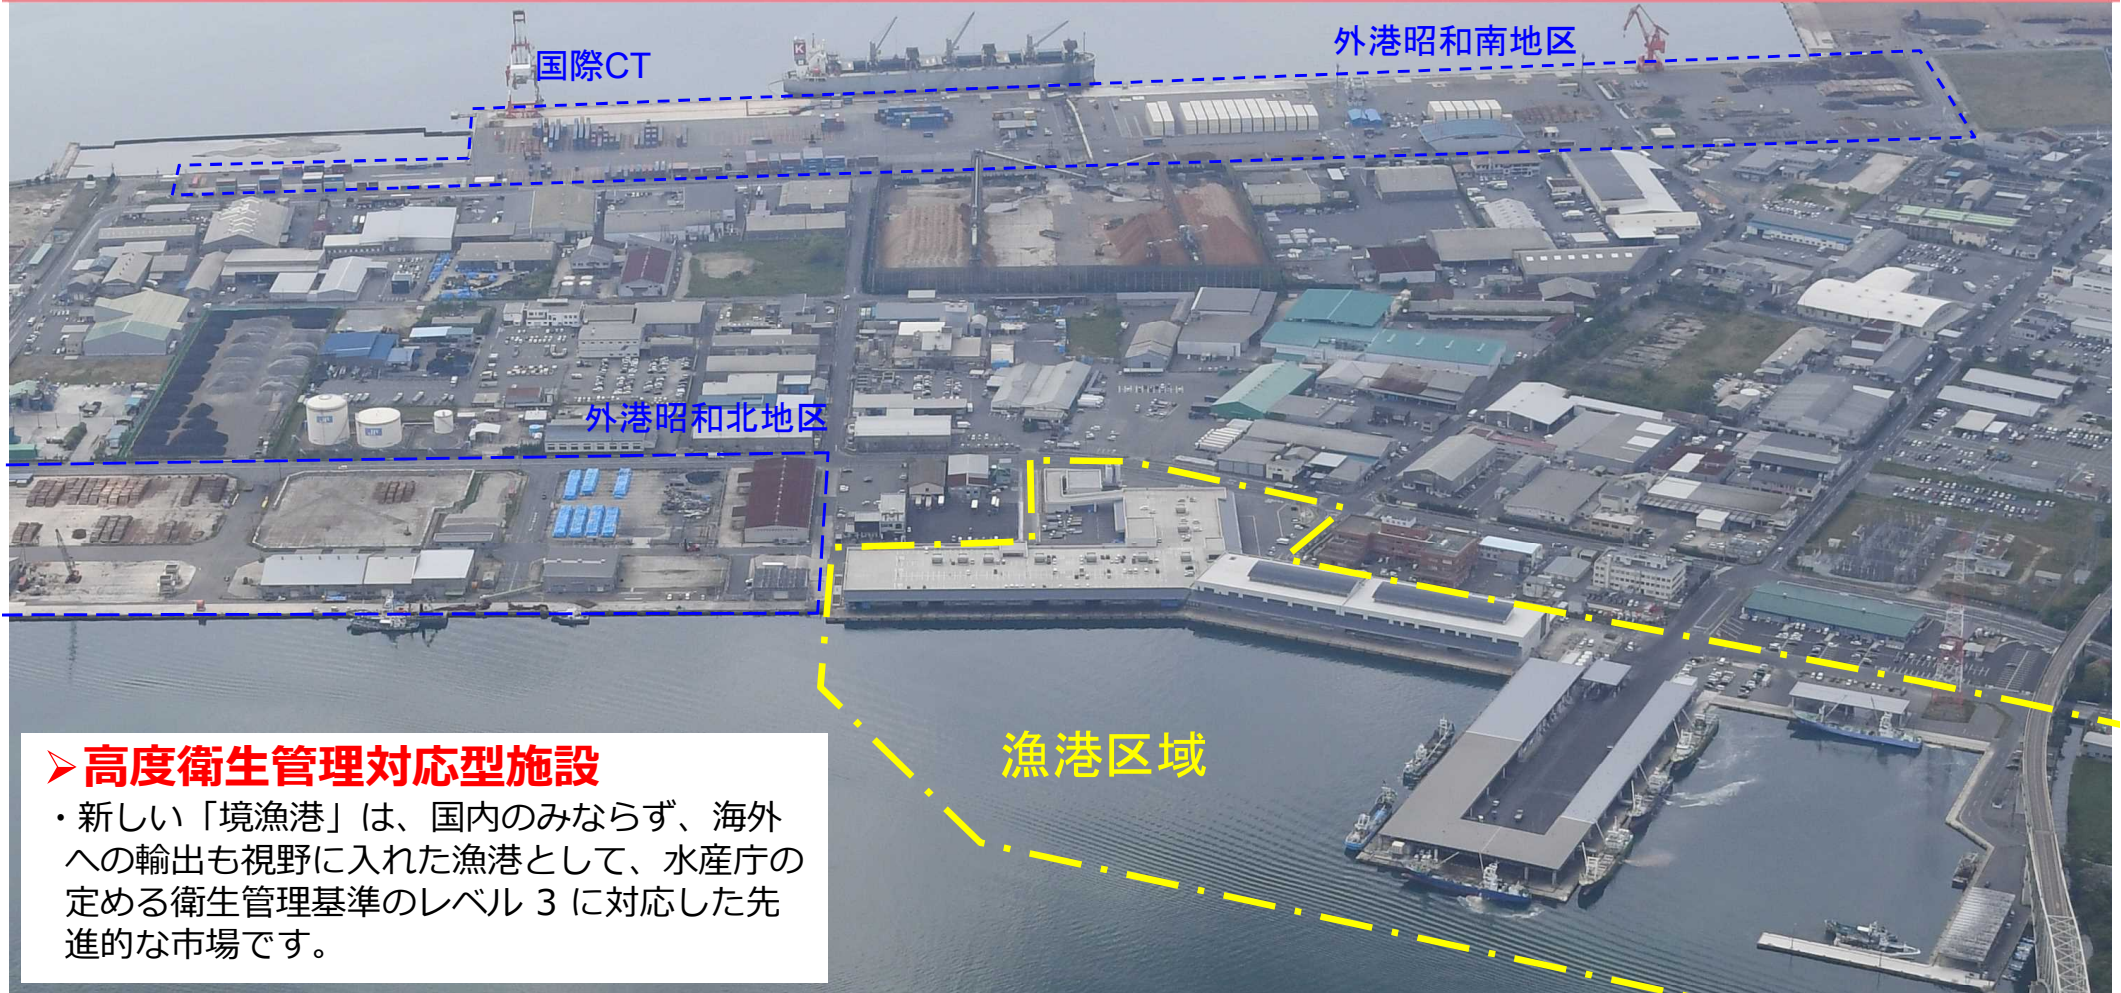 国際CT
外港昭和南地区
外港昭和北地区
漁港区域
➢高度衛生管理対応型施設
・新しい「境漁港」は、国内のみならず、海外
への輸出も視野に入れた漁港として、水産庁の
定める衛生管理基準のレベル 3 に対応した先
進的な市場です。